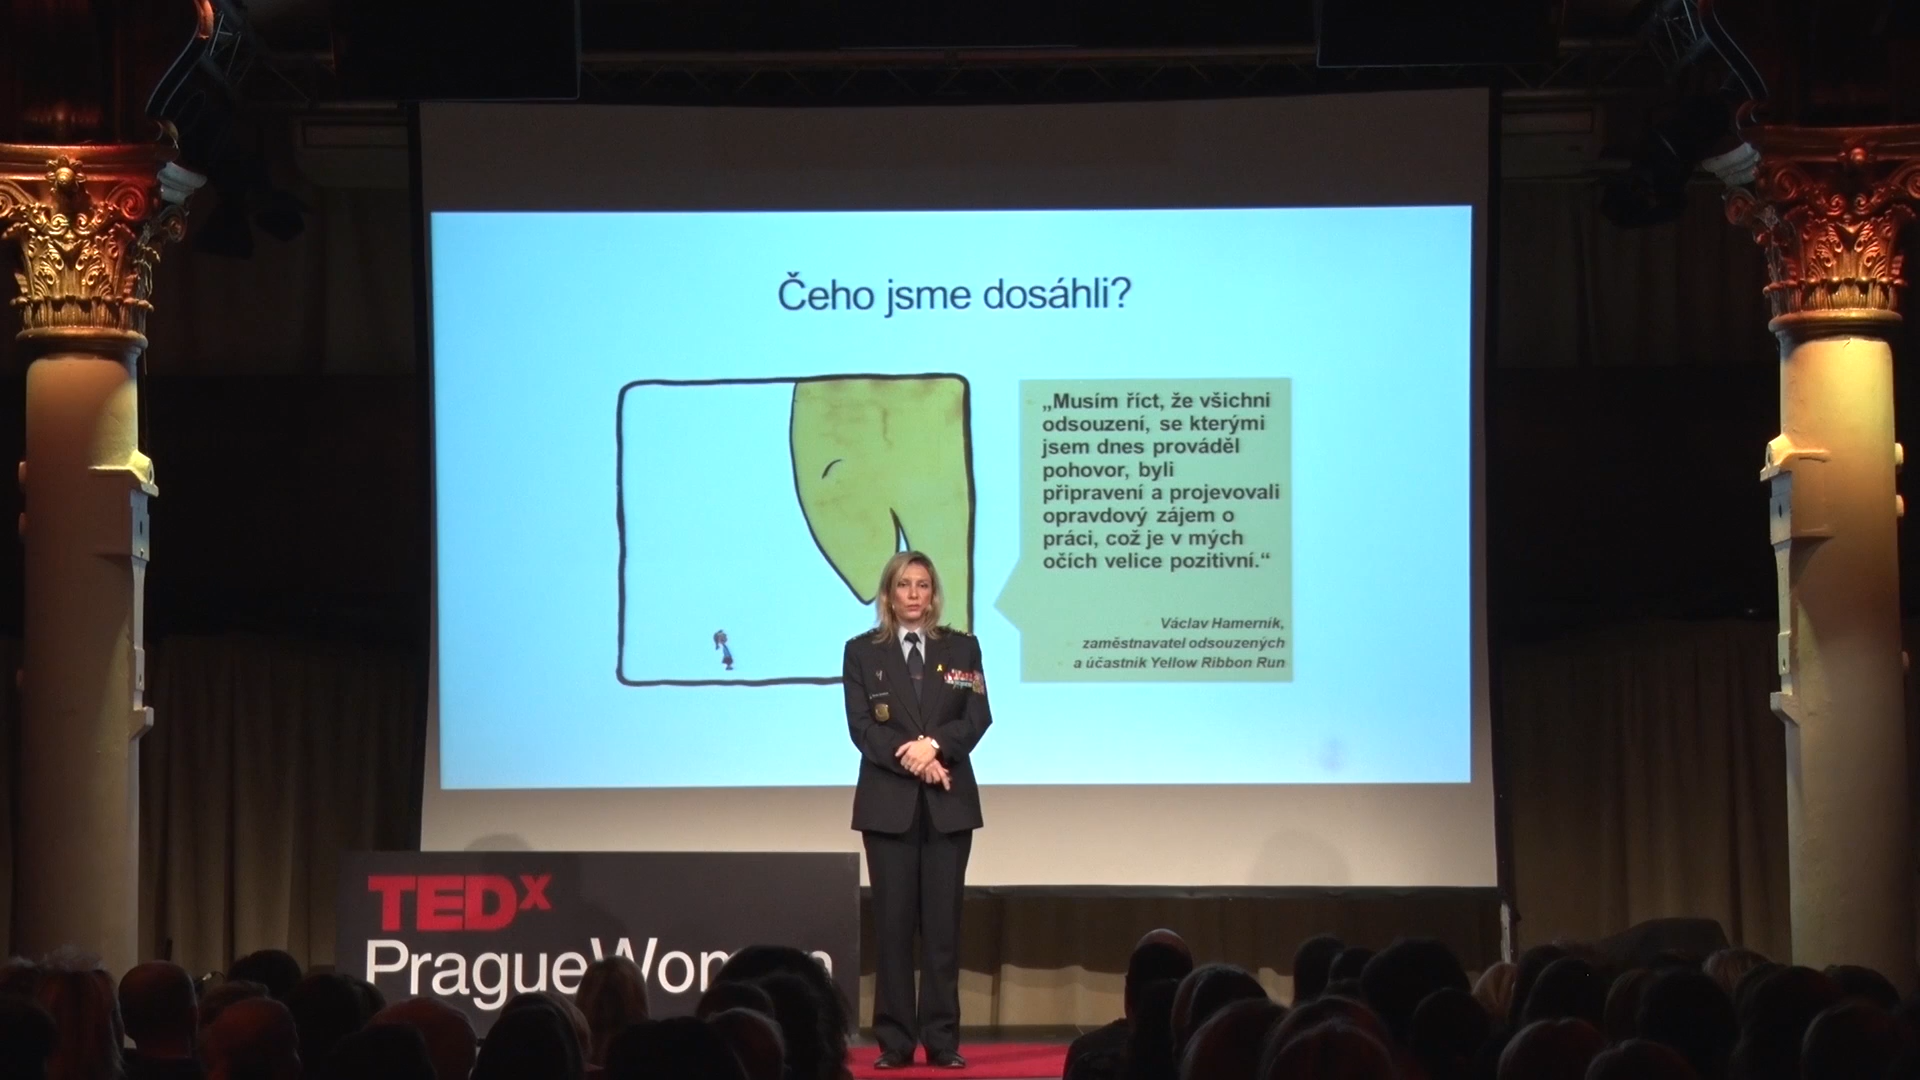 Čeho jsme dosáhli?
„Musím říct, že všichni
odsouzení, se kterými
jsem dnes prováděl
pohovor, byli
připravení a projevovali
opravdový zájem o
práci, což je v mých
očích velice pozitivní.“
Václav Hamerník,
zaměstnavatel odsouzených
a účastník Yellow Ribbon Run
TEDx
PragueWomen